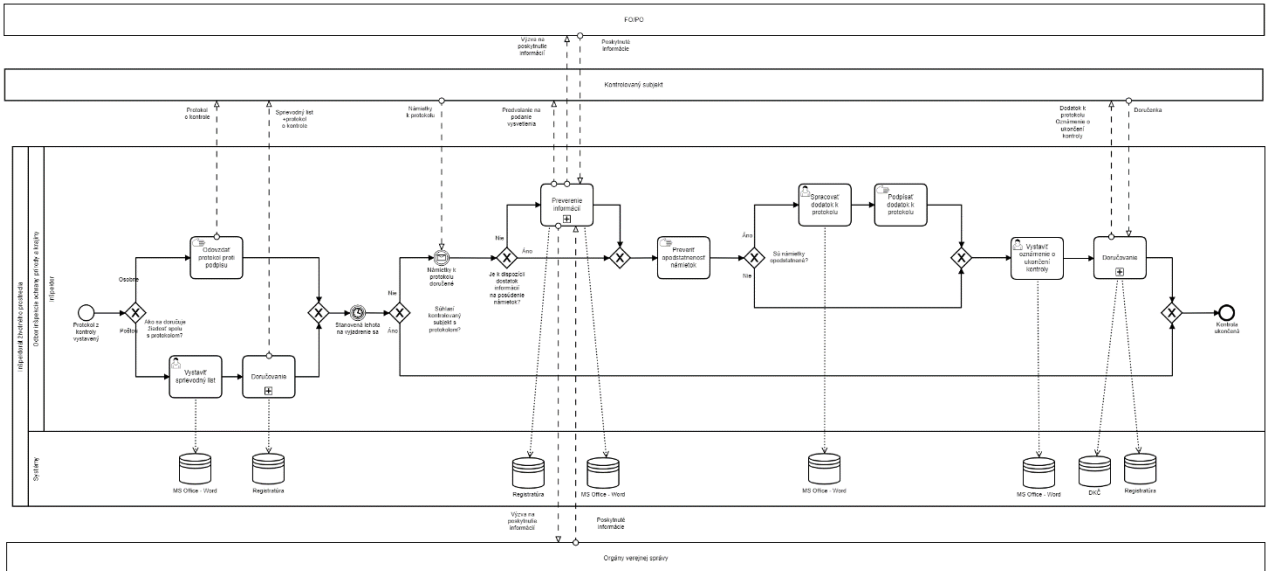 FO/PO
Výzva na
poskytnutie
informácií
Poskytnuté
informácie
Kontrolovaný subjekt
Protokol
o kontrole
Sprievodný list
+protokol
o kontrole
Námietky
k protokolu
Predvolanie na
podanie
vysvetlenia
Dodatok k
protokolu
Oznámenie o
ukončení
kontroly
Doručenka
Inšpektorát životného prostredia
Odbor inšpekcie ochrany prírody a krajiny
Inšpektor
Protokol z
kontroly
vystavený
Osobne
Poštou
Ako sa doručuje
Žiadosť spolu
s protokolom?
Odovzdať
protokol proti
podpisu
Vystaviť
sprievodný list
Doručovanie
Stanovená lehota
na vyjadrenie sa
Nie
Áno
Súhlasí
kontrolovaný
subjekt s
protokolom?
Námietky k
protokolu
doručené
Nie
Áno
Je k dispozícii
dostatok
informácií
na posúdenie
námietok?
Preverenie
informácií
Preveriť
opodstatnenosť
námietok
Áno
Nie
Sú námietky
opodstatnené?
Spracovať
dodatok k
protokolu
Podpísať
dodatok k
protokolu
Vystaviť
oznámenie o
ukončení
kontroly
Doručovanie
Kontrola
ukončená
Systémy
MS Office - Word
Registratúra
Registratúra
MS Office - Word
MS Office - Word
MS Office - Word
DKČ
Registratúra
Výzva na
poskytnutie
informácií
Poskytnuté
informácie
Orgány verejnej správy